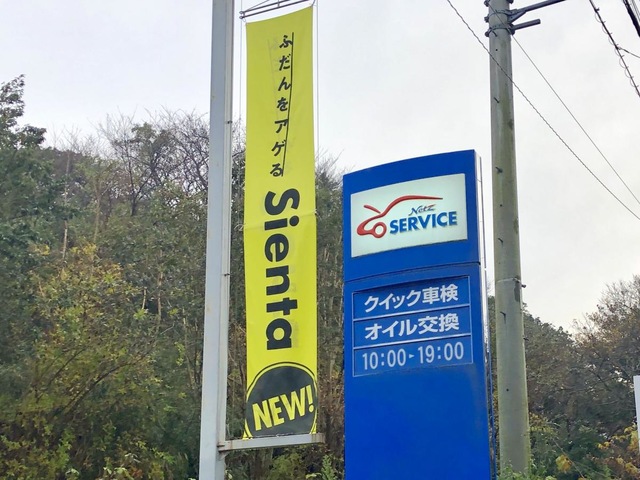 ふだんをアゲる
Sienta
NEW!
Netz
SERVICE
クイック車検
オイル交換
10:00-19:00